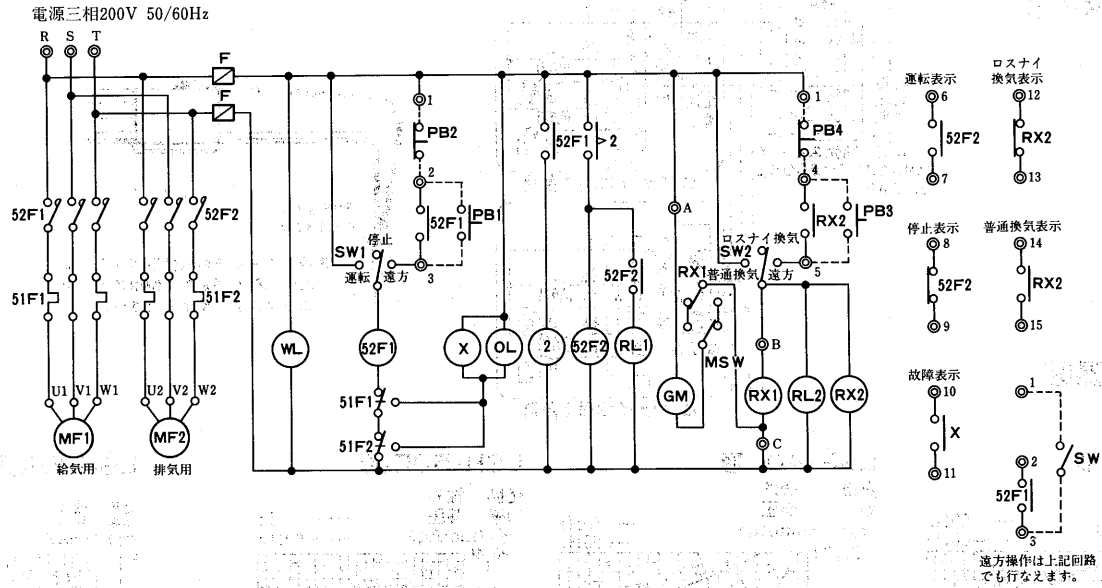 電源三相200V 50/60Hz
R S T
F
F
52F1
52F2
51F1
51F2
U1 V1 W1
U2 V2 W2
MF1
MF2
給気用
排気用
WL
1
PB2
2
52F1
PB1
3
SW1
停止
運転
遠方
52F1
51F1
51F2
X
OL
52F1
2
2
52F2
52F2
RL1
A
GM
RX1
MSW
1
PB4
4
RX2
PB3
5
ロスナイ換気
SW2
普通換気
遠方
B
RX1
RL2
RX2
C
運転表示
6
52F2
7
ロスナイ
換気表示
12
RX2
13
停止表示
8
52F2
9
普通換気表示
14
RX2
15
故障表示
10
X
11
1
2
SW
52F1
3
遠方操作は上記回路
でも行なえます。